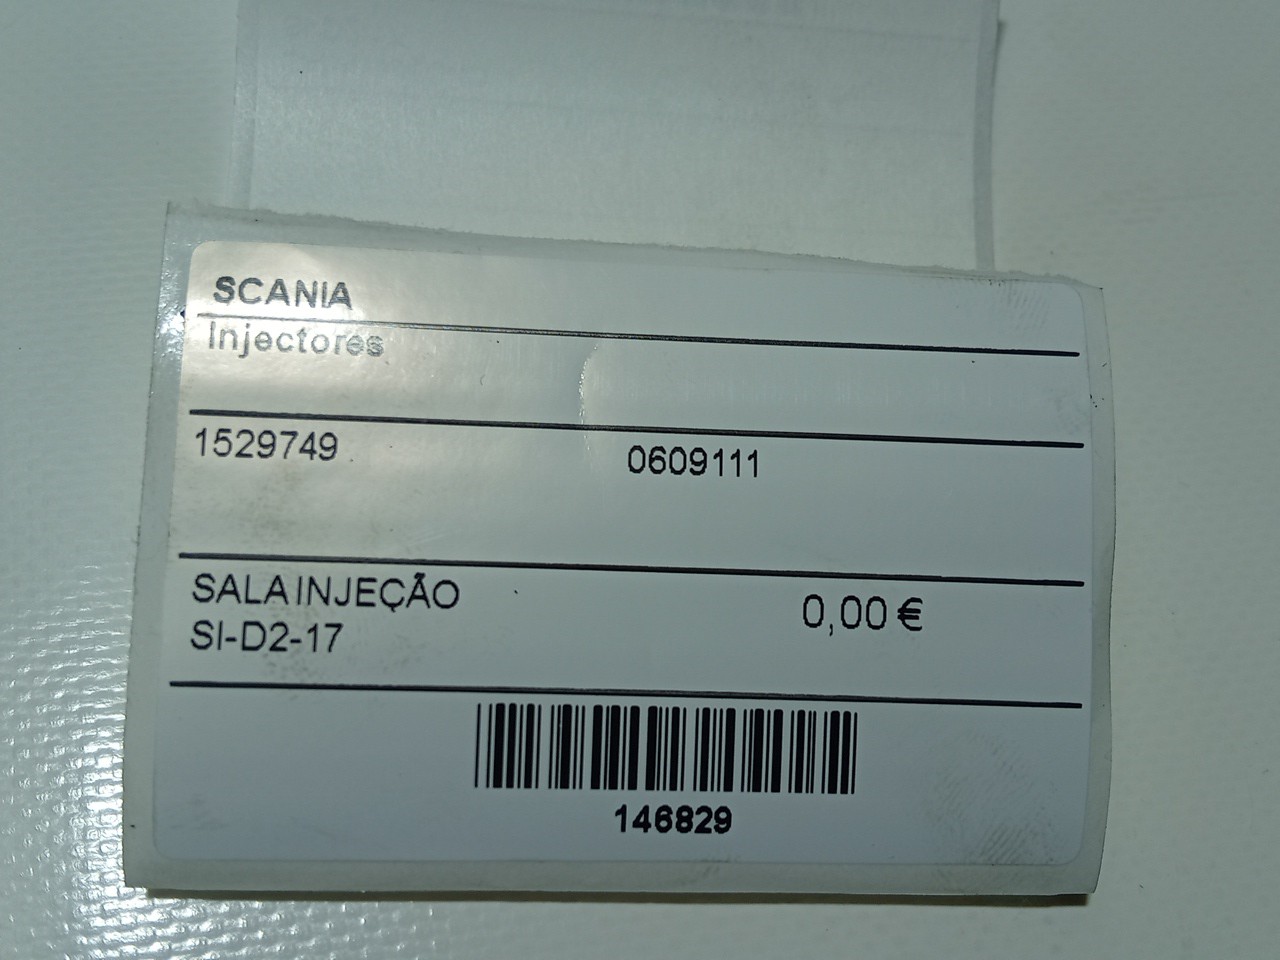 SCANIA
Injectores
1529749 0609111
SALA INJEÇÃO 0,00 €
SI-D2-17
146829